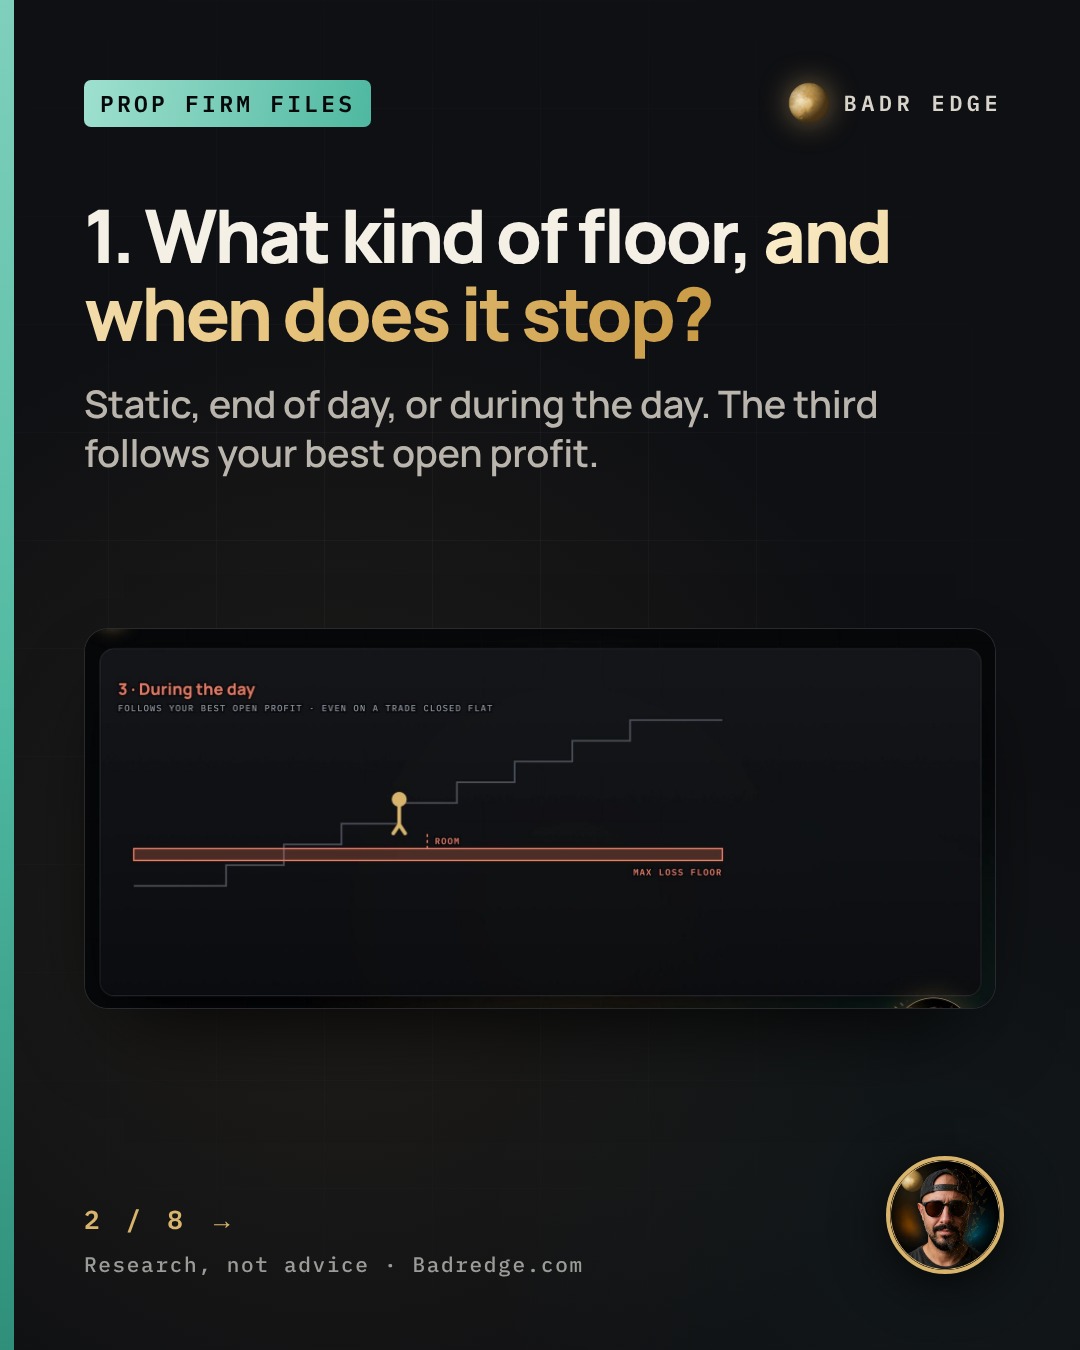 PROP FIRM FILES
BADR EDGE
1. What kind of floor, and
when does it stop?
Static, end of day, or during the day. The third
follows your best open profit.
3 · During the day
FOLLOWS YOUR BEST OPEN PROFIT · EVEN ON A TRADE CLOSED FLAT
ROOM
MAX LOSS FLOOR
2 / 8 →
Research, not advice · Badredge.com